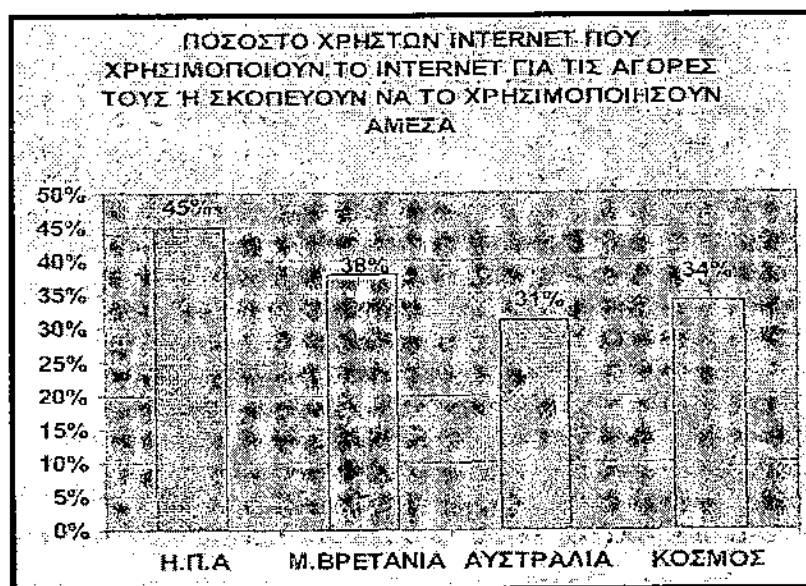 ΠΟΣΟΣΤΟ ΧΡΗΣΤΩΝ INTERNET ΠΟΥ
ΧΡΗΣΙΜΟΠΟΙΟΥΝ ΤΟ INTERNET ΓΙΑ ΤΙΣ ΑΓΟΡΕΣ
ΤΟΥΣ Ή ΣΚΟΠΕΥΟΥΝ ΝΑ ΤΟ ΧΡΗΣΙΜΟΠΟΙΗΣΟΥΝ
ΑΜΕΣΑ
50%
45%
40%
35%
30%
25%
20%
15%
10%
5%
0%
45%
38%
31%
34%
Η.Π.Α
Μ.ΒΡΕΤΑΝΙΑ
ΑΥΣΤΡΑΛΙΑ
ΚΟΣΜΟΣ